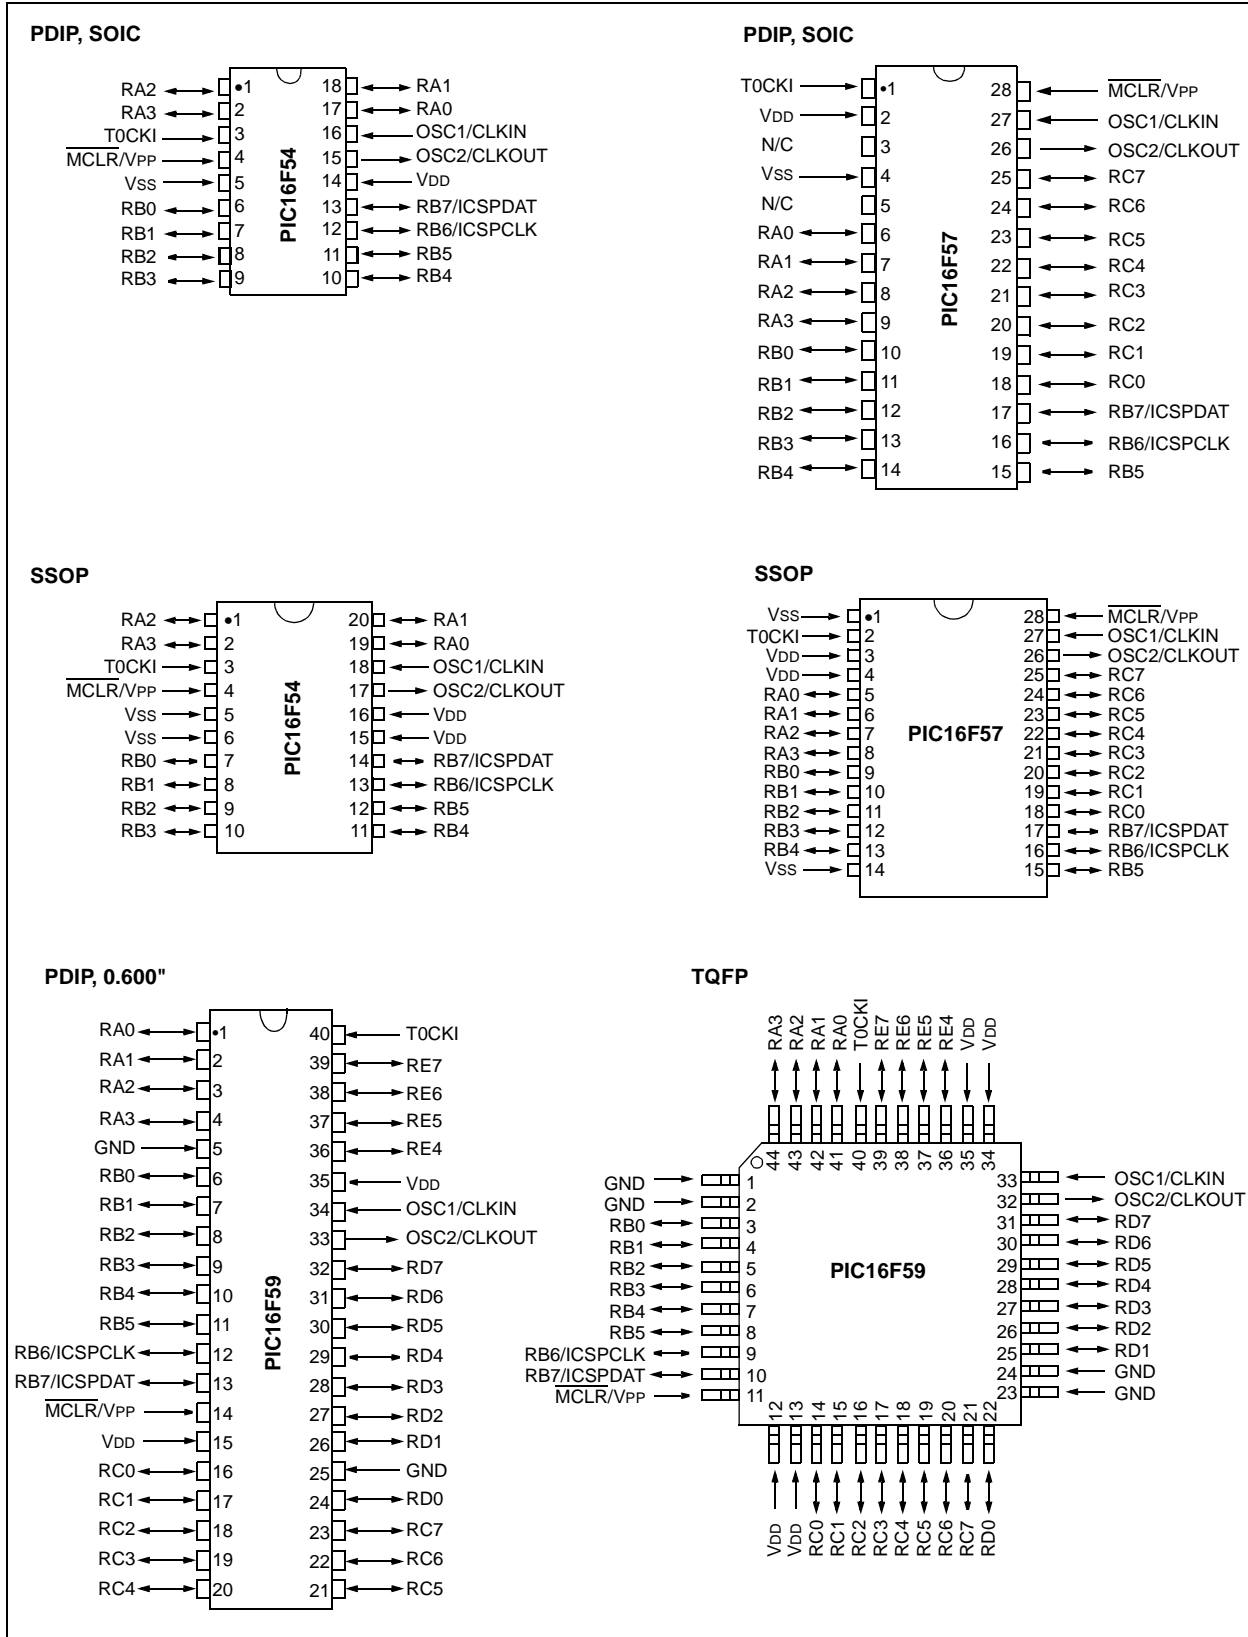 PDIP, SOIC
RA2 •1 18 RA1
RA3 2 17 RA0
T0CKI 3 16 OSC1/CLKIN
MCLR/VPP 4 15 OSC2/CLKOUT
VSS 5 14 VDD
RB0 6 13 RB7/ICSPDAT
RB1 7 12 RB6/ICSPCLK
RB2 8 11 RB5
RB3 9 10 RB4
PIC16F54
PDIP, SOIC
T0CKI •1 28 MCLR/VPP
VDD 2 27 OSC1/CLKIN
N/C 3 26 OSC2/CLKOUT
VSS 4 25 RC7
N/C 5 24 RC6
RA0 6 23 RC5
RA1 7 22 RC4
RA2 8 21 RC3
RA3 9 20 RC2
RB0 10 19 RC1
RB1 11 18 RC0
RB2 12 17 RB7/ICSPDAT
RB3 13 16 RB6/ICSPCLK
RB4 14 15 RB5
PIC16F57
SSOP
RA2 •1 20 RA1
RA3 2 19 RA0
T0CKI 3 18 OSC1/CLKIN
MCLR/VPP 4 17 OSC2/CLKOUT
VSS 5 16 VDD
VSS 6 15 VDD
RB0 7 14 RB7/ICSPDAT
RB1 8 13 RB6/ICSPCLK
RB2 9 12 RB5
RB3 10 11 RB4
PIC16F54
SSOP
VSS •1 28 MCLR/VPP
T0CKI 2 27 OSC1/CLKIN
VDD 3 26 OSC2/CLKOUT
VDD 4 25 RC7
RA0 5 24 RC6
RA1 6 23 RC5
RA2 7 22 RC4
RA3 8 21 RC3
RB0 9 20 RC2
RB1 10 19 RC1
RB2 11 18 RC0
RB3 12 17 RB7/ICSPDAT
RB4 13 16 RB6/ICSPCLK
VSS 14 15 RB5
PIC16F57
PDIP, 0.600"
RA0 •1 40 T0CKI
RA1 2 39 RE7
RA2 3 38 RE6
RA3 4 37 RE5
GND 5 36 RE4
RB0 6 35 VDD
RB1 7 34 OSC1/CLKIN
RB2 8 33 OSC2/CLKOUT
RB3 9 32 RD7
RB4 10 31 RD6
RB5 11 30 RD5
RB6/ICSPCLK 12 29 RD4
RB7/ICSPDAT 13 28 RD3
MCLR/VPP 14 27 RD2
VDD 15 26 RD1
RC0 16 25 GND
RC1 17 24 RD0
RC2 18 23 RC7
RC3 19 22 RC6
RC4 20 21 RC5
PIC16F59
TQFP
RA3 RA2 RA1 RA0 T0CKI RE7 RE6 RE5 RE4 VDD VDD
44 43 42 41 40 39 38 37 36 35 34
GND 1 33 OSC1/CLKIN
GND 2 32 OSC2/CLKOUT
RB0 3 31 RD7
RB1 4 30 RD6
RB2 5 29 RD5
RB3 6 28 RD4
RB4 7 27 RD3
RB5 8 26 RD2
RB6/ICSPCLK 9 25 RD1
RB7/ICSPDAT 10 24 GND
MCLR/VPP 11 23 GND
PIC16F59
12 13 14 15 16 17 18 19 20 21 22
VDD VDD RC0 RC1 RC2 RC3 RC4 RC5 RC6 RC7 RD0